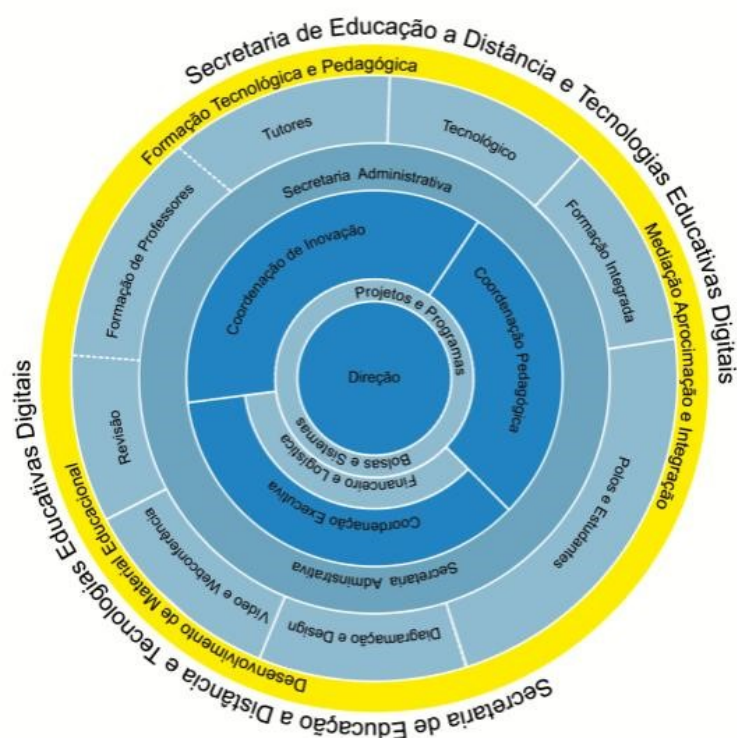 Secretaria de Educação a Distância e Tecnologias Educativas Digitais
Formação Tecnológica e Pedagógica
Mediação Aprocimação e Integração
Desenvolvimento de Material Educacional
Tutores
Tecnológico
Formação Integrada
Polos e Estudantes
Diagramação e Design
Vídeo e Webconferência
Revisão
Formação de Professores
Secretaria Administrativa
Coordenação de Inovação
Coordenação Pedagógica
Projetos e Programas
Direção
Bolsas e Sistemas
Financeiro e Logística
Coordenação Executiva
Secretaria Adminstrativa
Secretaria de Educação a Distância e Tecnologias Educativas Digitais